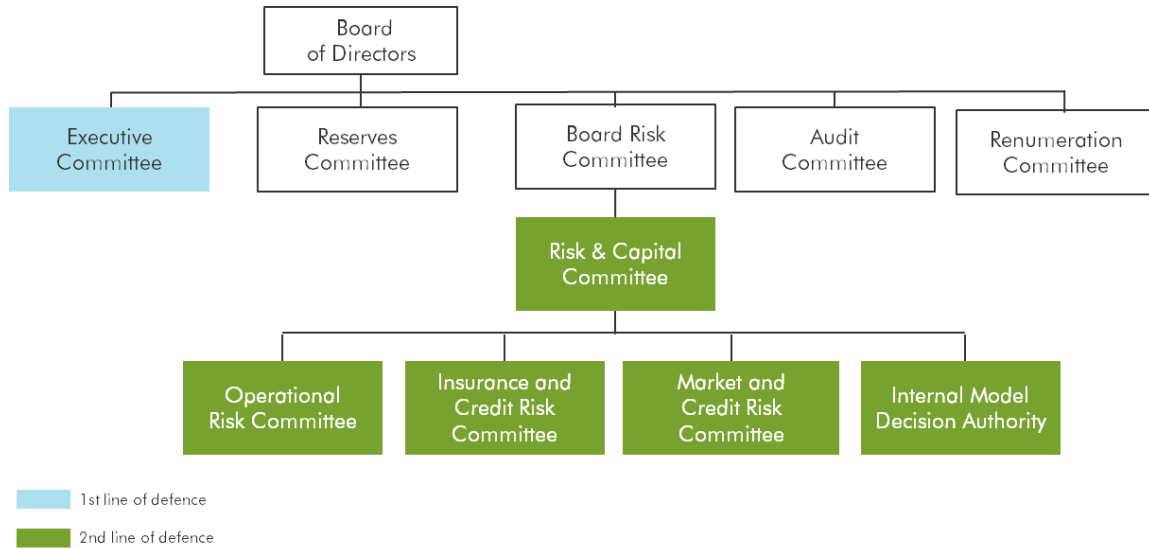 Board
of Directors
Executive
Committee
Reserves
Committee
Board Risk
Committee
Audit
Committee
Renumeration
Committee
Risk & Capital
Committee
Operational
Risk Committee
Insurance and
Credit Risk
Committee
Market and
Credit Risk
Committee
Internal Model
Decision Authority
1st line of defence
2nd line of defence